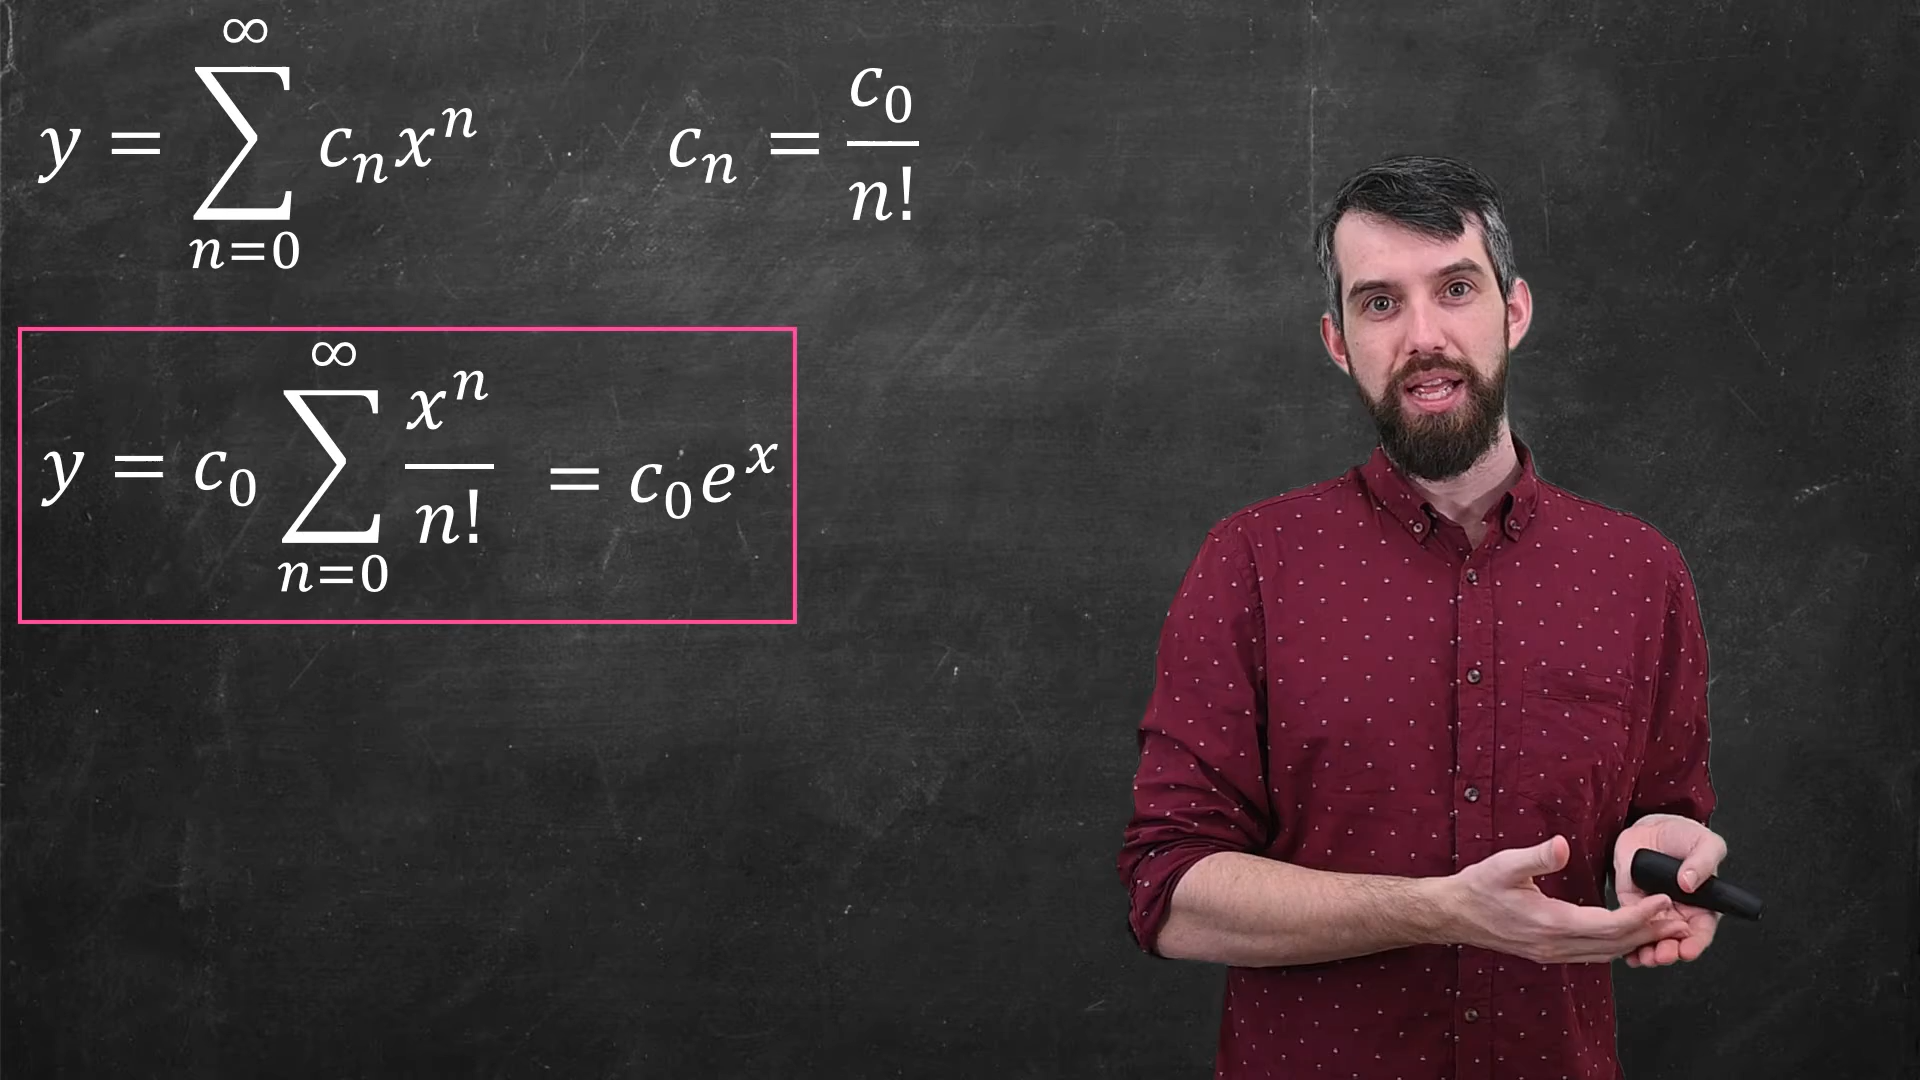 y = ∑_{n=0}^{∞} c_n x^n    c_n = c_0/n!
y = c_0 ∑_{n=0}^{∞} x^n/n! = c_0 e^x